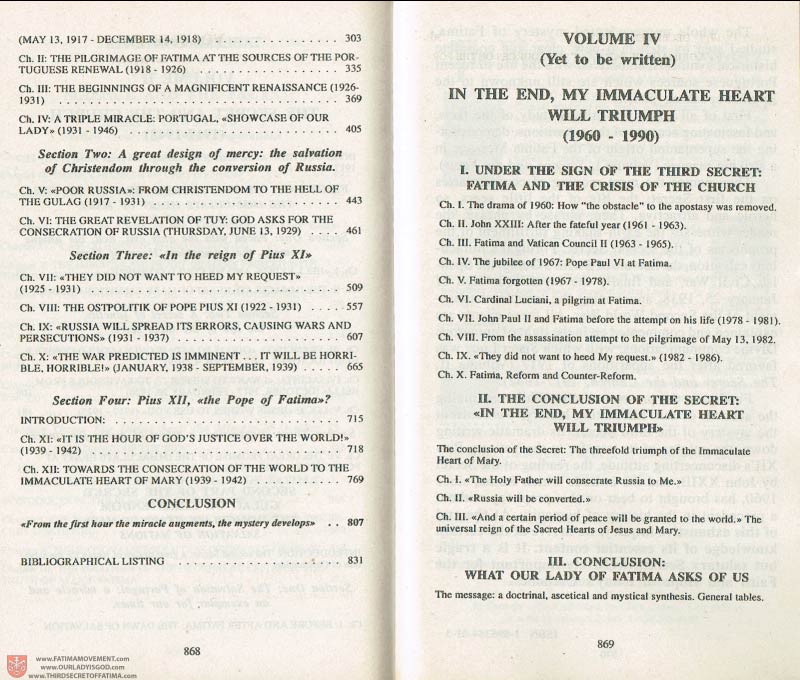 (MAY 13, 1917 - DECEMBER 14, 1918) . . . . . . . . . . . . . . . . . . . . . 303
Ch. II: THE PILGRIMAGE OF FATIMA AT THE SOURCES OF THE POR-
TUGUESE RENEWAL (1918 - 1926) . . . . . . . . . . . . . . . . . . . . . . 335
Ch. III: THE BEGINNINGS OF A MAGNIFICENT RENAISSANCE (1926-
1931) . . . . . . . . . . . . . . . . . . . . . . . . . . . . . . . . . . . . . . . 369
Ch. IV: A TRIPLE MIRACLE: PORTUGAL, «SHOWCASE OF OUR
LADY» (1931 - 1946) . . . . . . . . . . . . . . . . . . . . . . . . . . . . . 405
Section Two: A great design of mercy: the salvation
of Christendom through the conversion of Russia.
Ch. V: «POOR RUSSIA»: FROM CHRISTENDOM TO THE HELL OF
THE GULAG (1917 - 1931) . . . . . . . . . . . . . . . . . . . . . . . . . . 443
Ch. VI: THE GREAT REVELATION OF TUY: GOD ASKS FOR THE
CONSECRATION OF RUSSIA (THURSDAY, JUNE 13, 1929) . . . . 461
Section Three: «In the reign of Pius XI»
Ch. VII: «THEY DID NOT WANT TO HEED MY REQUEST»
(1925 - 1931) . . . . . . . . . . . . . . . . . . . . . . . . . . . . . . . . . . 509
Ch. VIII: THE OSTPOLITIK OF POPE PIUS XI (1922 - 1931) . . . . 557
Ch. IX: «RUSSIA WILL SPREAD ITS ERRORS, CAUSING WARS AND
PERSECUTIONS» (1931 - 1937) . . . . . . . . . . . . . . . . . . . . . . 607
Ch. X: «THE WAR PREDICTED IS IMMINENT . . . IT WILL BE HORRI-
BLE, HORRIBLE!» (JANUARY, 1938 - SEPTEMBER, 1939) . . . . . 665
Section Four: Pius XII, «the Pope of Fatima»?
INTRODUCTION: . . . . . . . . . . . . . . . . . . . . . . . . . . . . . . . 715
Ch. XI: «IT IS THE HOUR OF GOD'S JUSTICE OVER THE WORLD!»
(1939 - 1942) . . . . . . . . . . . . . . . . . . . . . . . . . . . . . . . . . . 718
Ch. XII: TOWARDS THE CONSECRATION OF THE WORLD TO THE
IMMACULATE HEART OF MARY (1939 - 1942) . . . . . . . . . . . . 769
CONCLUSION
«From the first hour the miracle augments, the mystery develops» . . 807
BIBLIOGRAPHICAL LISTING . . . . . . . . . . . . . . . . . . . . . . . 831
868
www.FATIMAMOVEMENT.com
www.OURLADYISGOD.com
www.THIRDSECRETOFFATIMA.com
VOLUME IV
(Yet to be written)
IN THE END, MY IMMACULATE HEART
WILL TRIUMPH
(1960 - 1990)
I. UNDER THE SIGN OF THE THIRD SECRET:
FATIMA AND THE CRISIS OF THE CHURCH
Ch. I. The drama of 1960: How "the obstacle" to the apostasy was removed.
Ch. II. John XXIII: After the fateful year (1961 - 1963).
Ch. III. Fatima and Vatican Council II (1963 - 1965).
Ch. IV. The jubilee of 1967: Pope Paul VI at Fatima.
Ch. V. Fatima forgotten (1967 - 1978).
Ch. VI. Cardinal Luciani, a pilgrim at Fatima.
Ch. VII. John Paul II and Fatima before the attempt on his life (1978 - 1981).
Ch. VIII. From the assassination attempt to the pilgrimage of May 13, 1982.
Ch. IX. «They did not want to heed My request.» (1982 - 1986).
Ch. X. Fatima, Reform and Counter-Reform.
II. THE CONCLUSION OF THE SECRET:
«IN THE END, MY IMMACULATE HEART
WILL TRIUMPH»
The conclusion of the Secret: The threefold triumph of the Immaculate
Heart of Mary.
Ch. I. «The Holy Father will consecrate Russia to Me.»
Ch. II. «Russia will be converted.»
Ch. III. «And a certain period of peace will be granted to the world.» The
universal reign of the Sacred Hearts of Jesus and Mary.
III. CONCLUSION:
WHAT OUR LADY OF FATIMA ASKS OF US
The message: a doctrinal, ascetical and mystical synthesis. General tables.
869